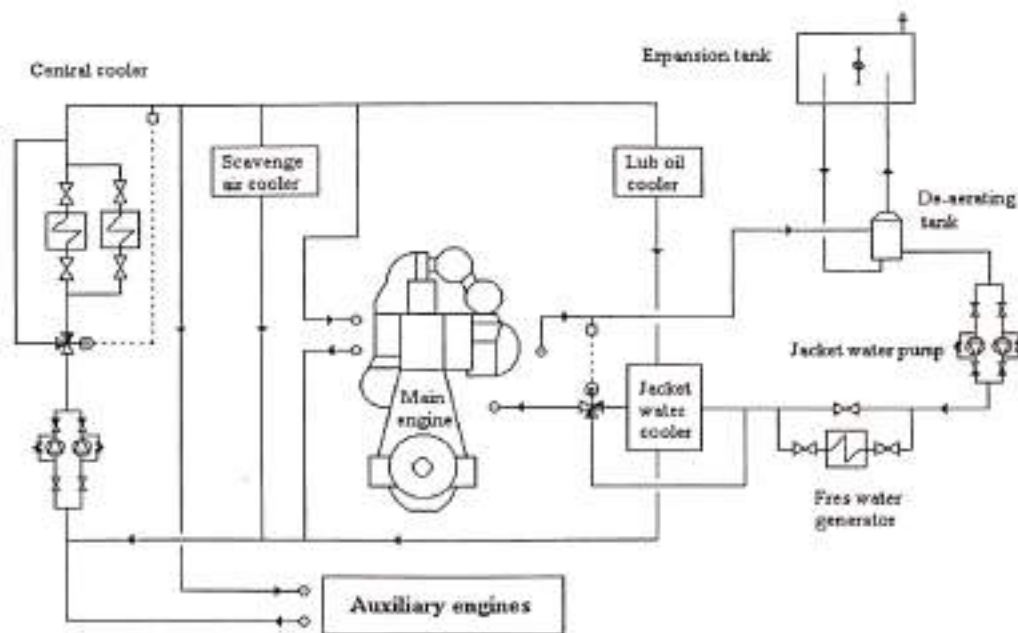 Expansion tank
Central cooler
Scavenge
air cooler
Lub oil
cooler
De-aerating
tank
Jacket water pump
Main
engine
Jacket
water
cooler
Fres water
generator
Auxiliary engines